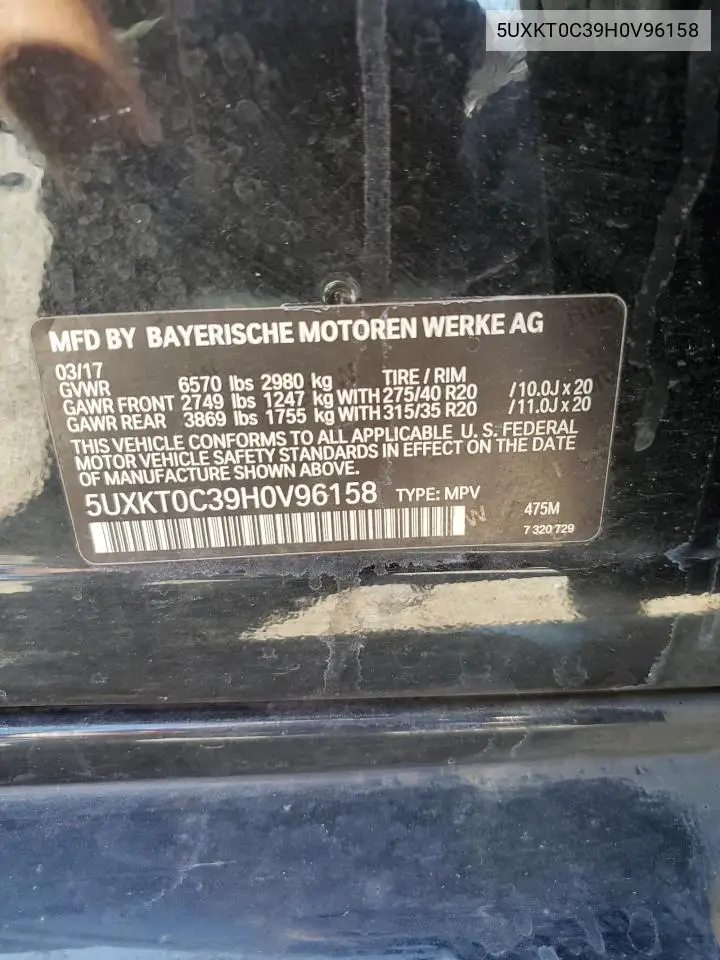 5UXKT0C39H0V96158
MFD BY BAYERISCHE MOTOREN WERKE AG
03/17 TIRE / RIM
GVWR 6570 lbs 2980 kg
GAWR FRONT 2749 lbs 1247 kg WITH 275/40 R20 / 10.0J x 20
GAWR REAR 3869 lbs 1755 kg WITH 315/35 R20 / 11.0J x 20
THIS VEHICLE CONFORMS TO ALL APPLICABLE U. S. FEDERAL
MOTOR VEHICLE SAFETY STANDARDS IN EFFECT ON THE DATE
OF MANUFACTURE SHOWN ABOVE.
5UXKT0C39H0V96158 TYPE: MPV 475M
7 320 729